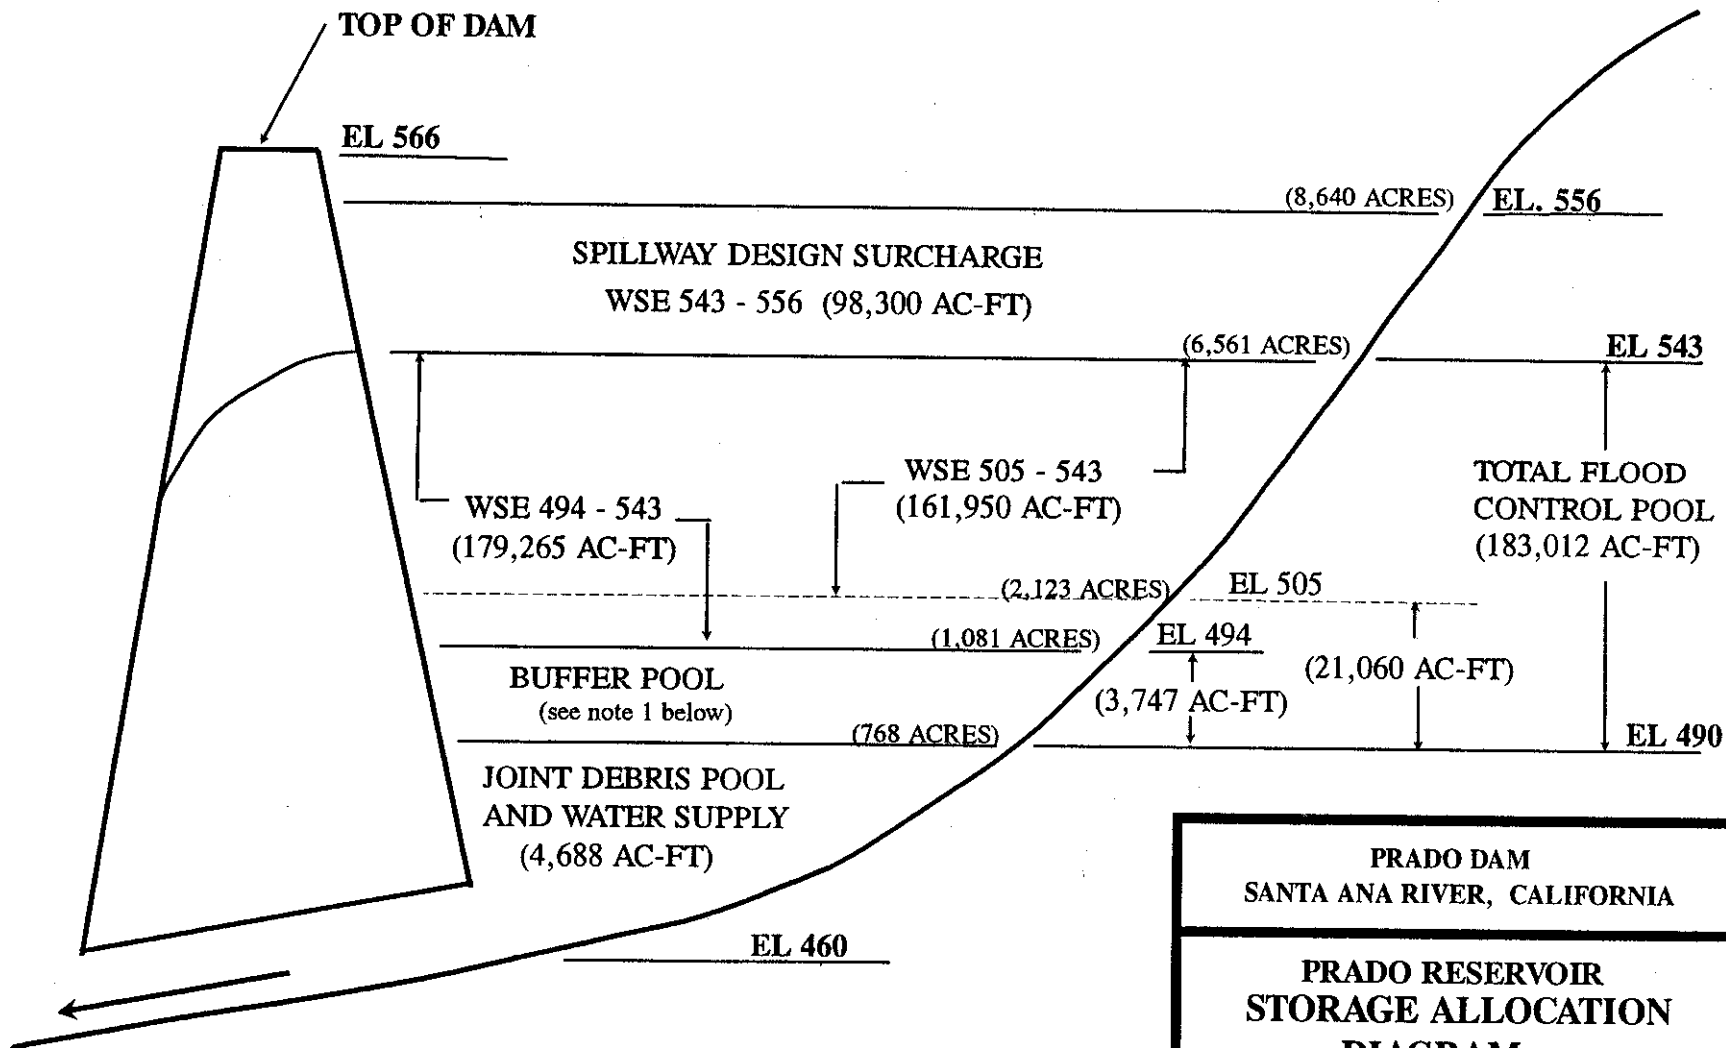 TOP OF DAM
EL 566
(8,640 ACRES)
EL. 556
SPILLWAY DESIGN SURCHARGE
WSE 543 - 556 (98,300 AC-FT)
(6,561 ACRES)
EL 543
WSE 494 - 543
(179,265 AC-FT)
WSE 505 - 543
(161,950 AC-FT)
TOTAL FLOOD
CONTROL POOL
(183,012 AC-FT)
(2,123 ACRES)
EL 505
(1,081 ACRES)
EL 494
(21,060 AC-FT)
BUFFER POOL
(see note 1 below)
(3,747 AC-FT)
(768 ACRES)
EL 490
JOINT DEBRIS POOL
AND WATER SUPPLY
(4,688 AC-FT)
EL 460
PRADO DAM
SANTA ANA RIVER, CALIFORNIA
PRADO RESERVOIR
STORAGE ALLOCATION
DIAGRAM